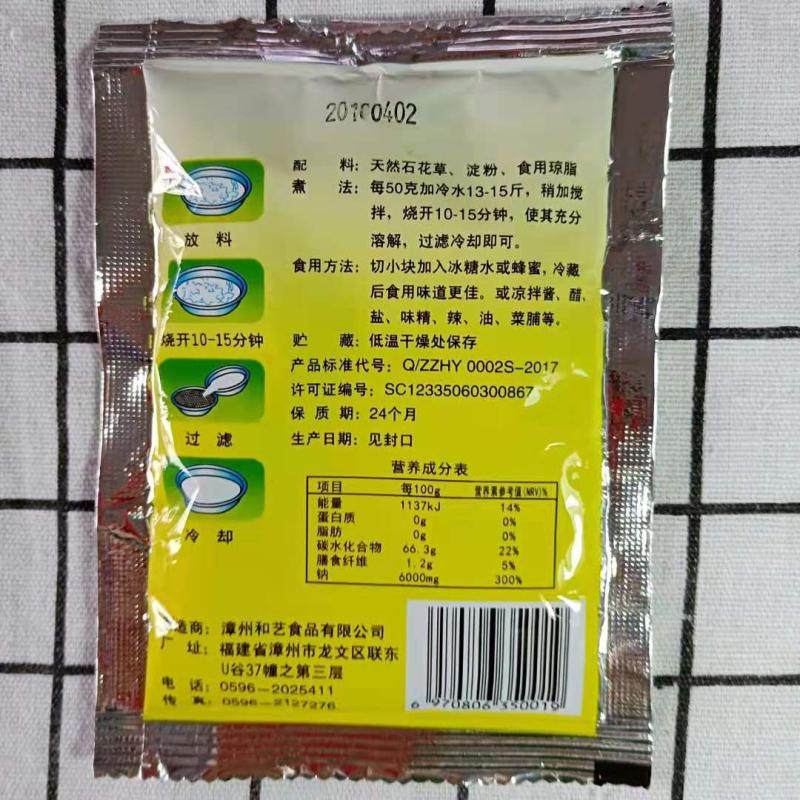 配 料：天然石花草、淀粉、食用琼脂
煮 法：每50克加冷水13-15斤，稍加搅
拌，烧开10-15分钟，使其充分
溶解，过滤冷却即可。
食用方法：切小块加入冰糖水或蜂蜜，冷藏
后食用味道更佳。或凉拌酱、醋、
盐、味精、辣、油、菜脯等。
贮 藏：低温干燥处保存
产品标准代号：Q/ZZHY 0002S-2017
许可证编号：SC12335060300867
保 质 期：24个月
生产日期：见封口
放 料
烧开10-15分钟
过 滤
冷 却
营养成分表
项目 每100g 营养素参考值(NRV)%
能量 1137kJ 14%
蛋白质 0g 0%
脂肪 0g 0%
碳水化合物 66.3g 22%
膳食纤维 1.2g 5%
钠 6000mg 300%
造商：漳州和艺食品有限公司
厂 址：福建省漳州市龙文区联东
U谷37幢之第三层
电 话：0596-2025411
传 真：0596-2127276
6 970806 350019